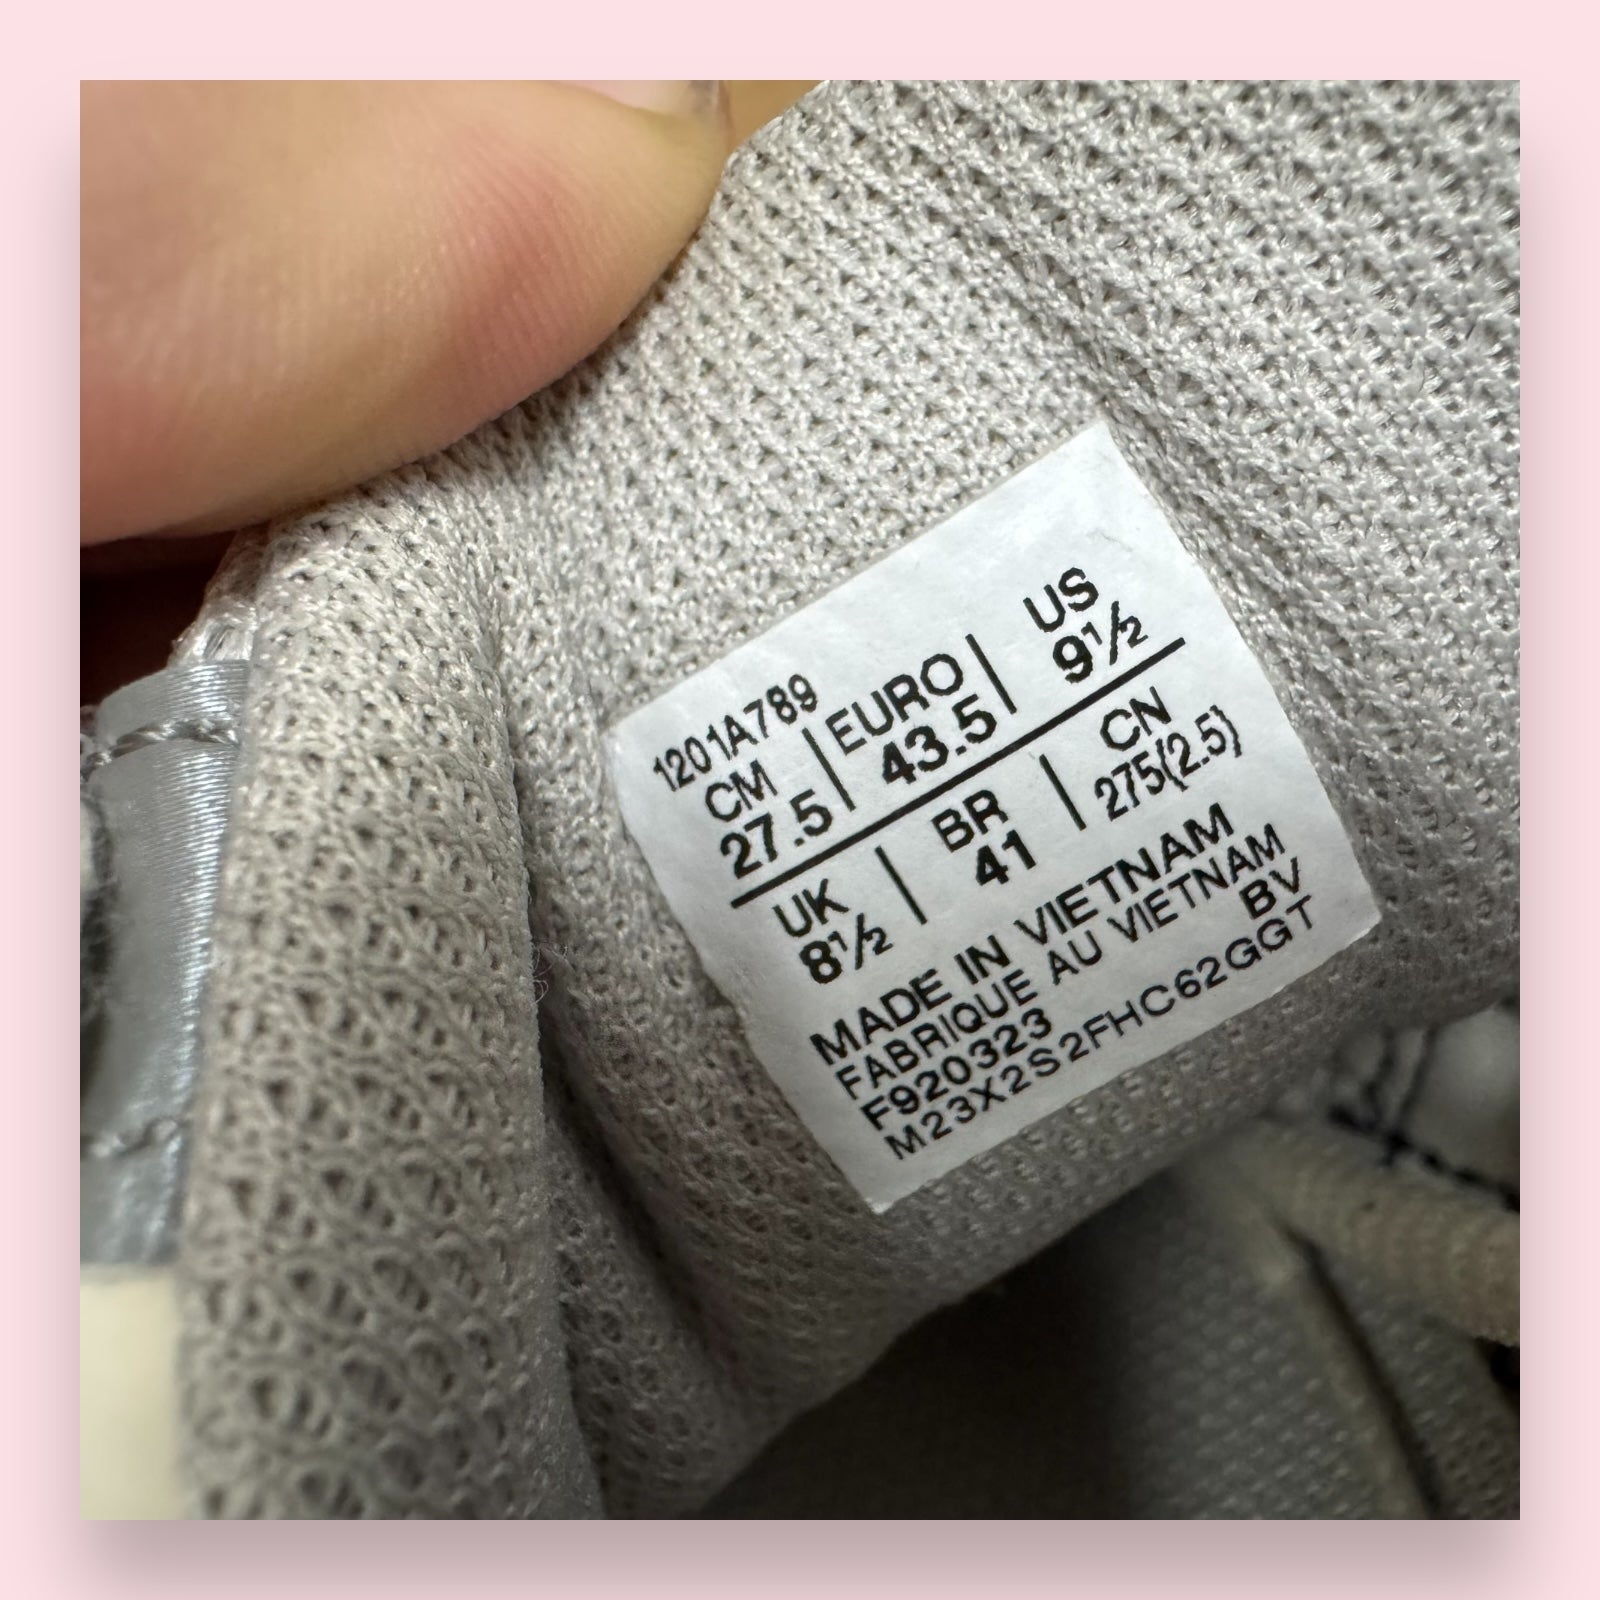 1201A789
CM EURO US
27.5 43.5 9½
UK BR CN
8½ 41 275(2.5)
MADE IN VIETNAM
FABRIQUE AU VIETNAM
F920323 BV
M23X2S2FHC62GGT